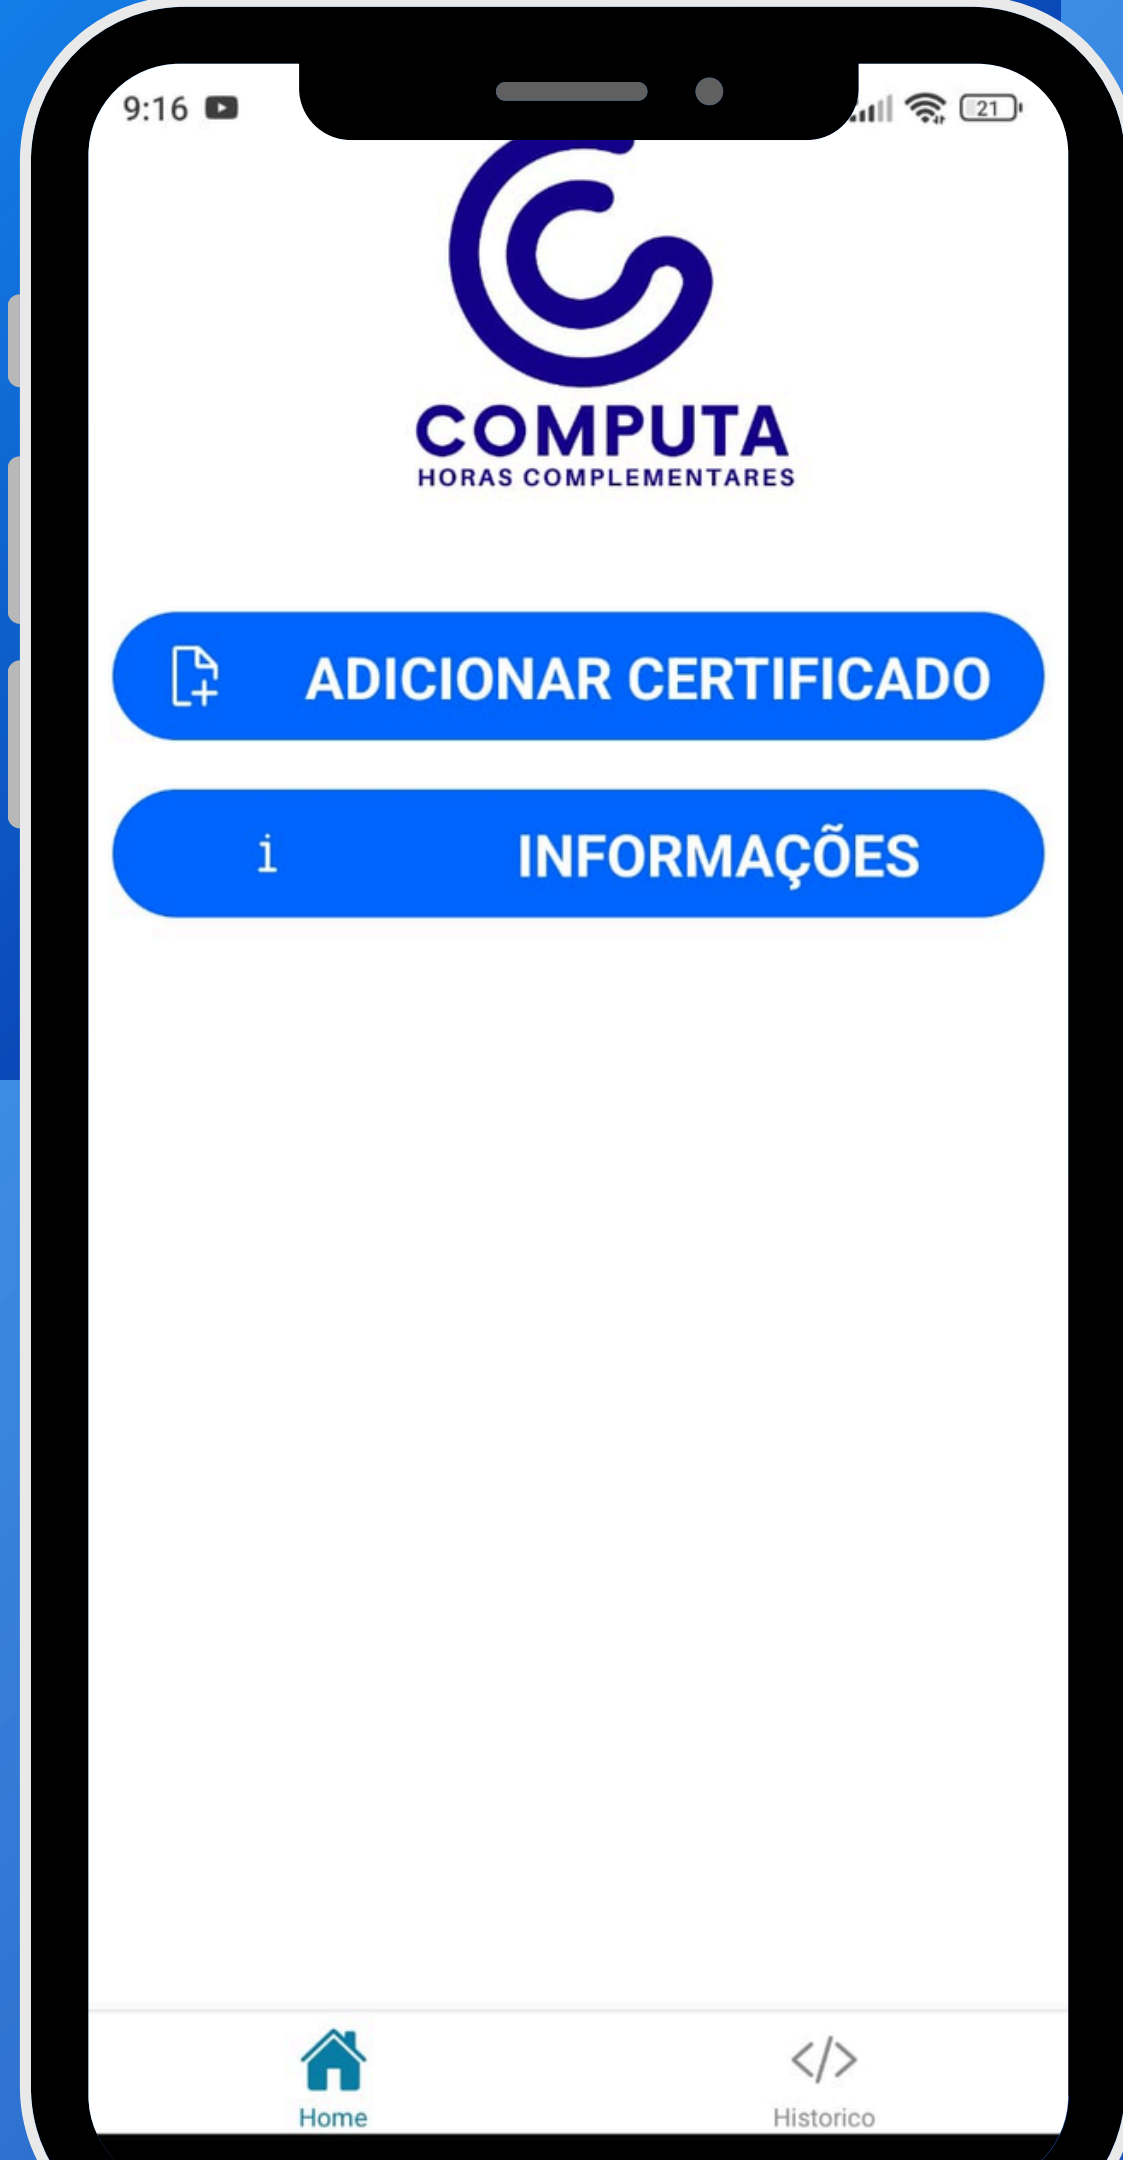 9:16
21
COMPUTA
HORAS COMPLEMENTARES
ADICIONAR CERTIFICADO
i INFORMAÇÕES
Home
</>
Historico